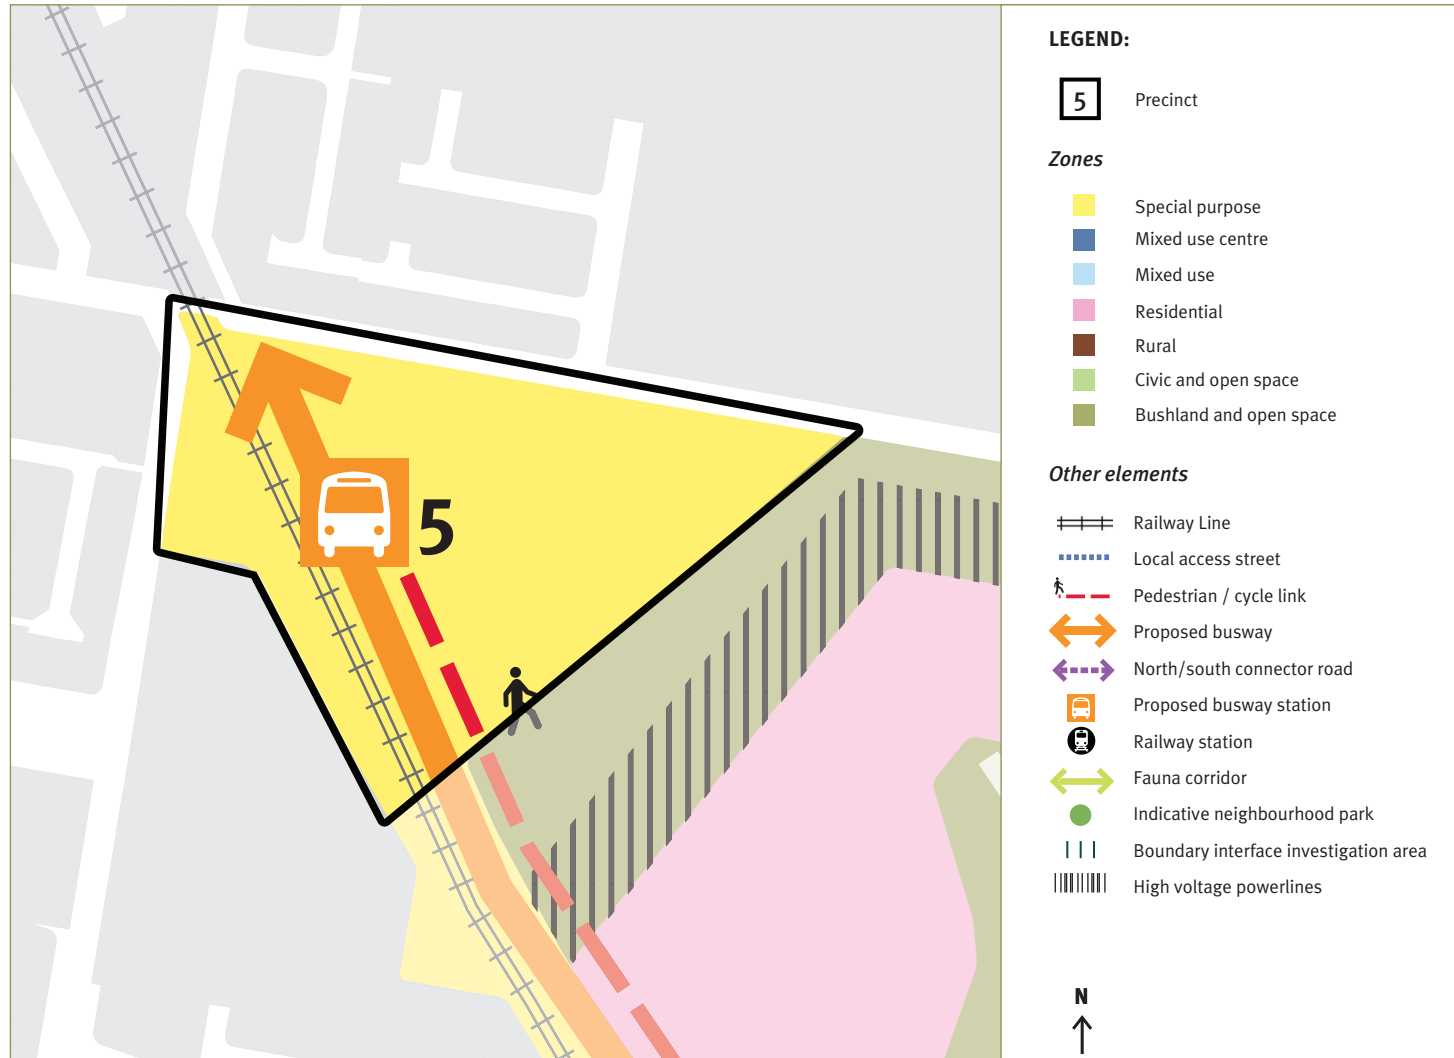 5
LEGEND:
5
Precinct
Zones
Special purpose
Mixed use centre
Mixed use
Residential
Rural
Civic and open space
Bushland and open space
Other elements
Railway Line
Local access street
Pedestrian / cycle link
Proposed busway
North/south connector road
Proposed busway station
Railway station
Fauna corridor
Indicative neighbourhood park
Boundary interface investigation area
High voltage powerlines
N